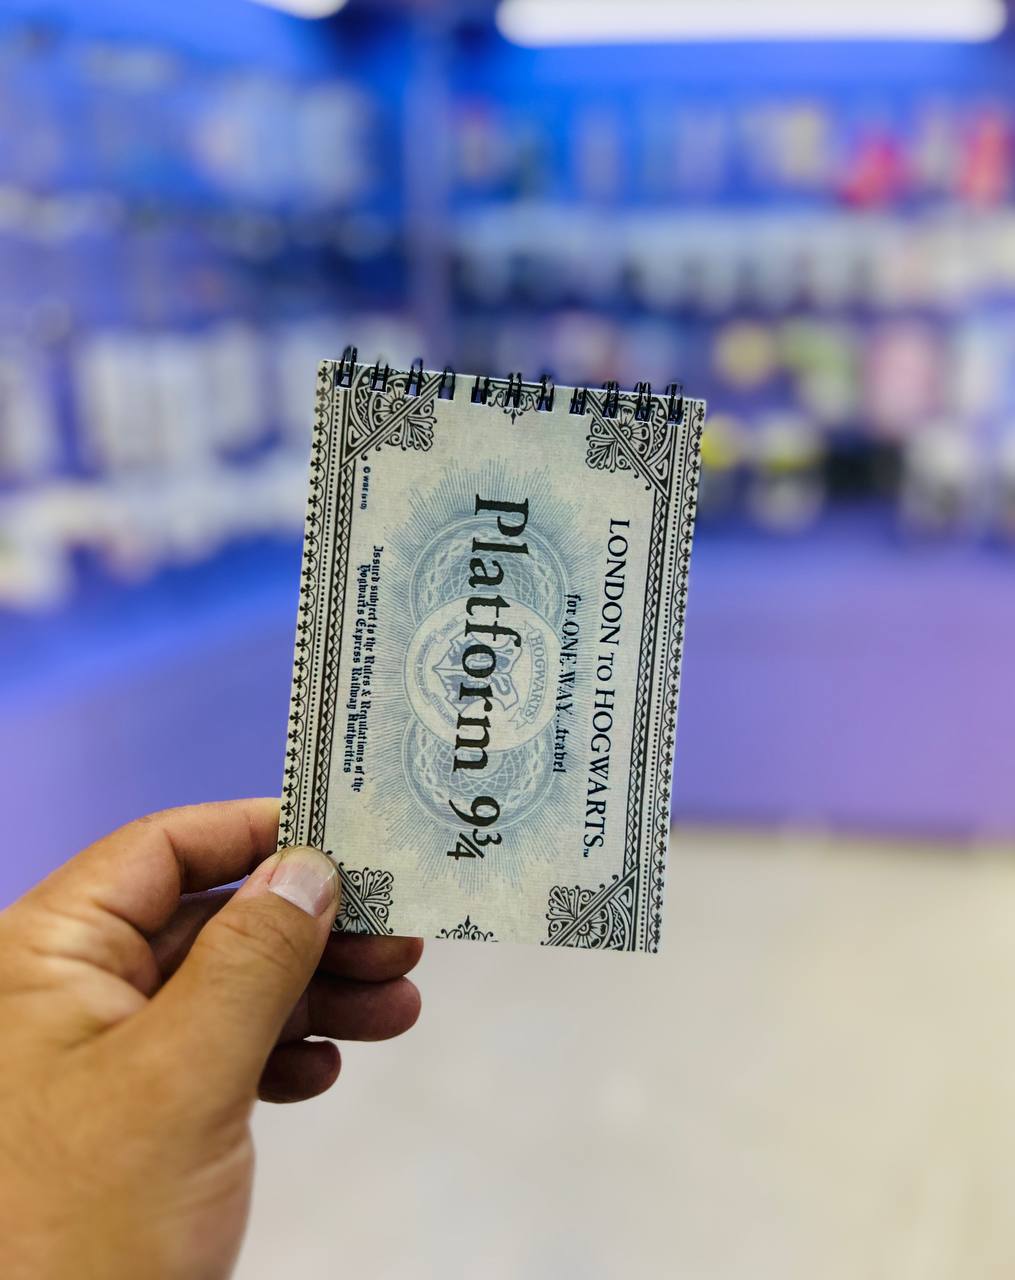 LONDON TO HOGWARTS™
for ONE WAY...travel
HOGWARTS
Platform 9¾
Issued subject to the Rules & Regulations of the
Hogwarts Express Railway Authorities